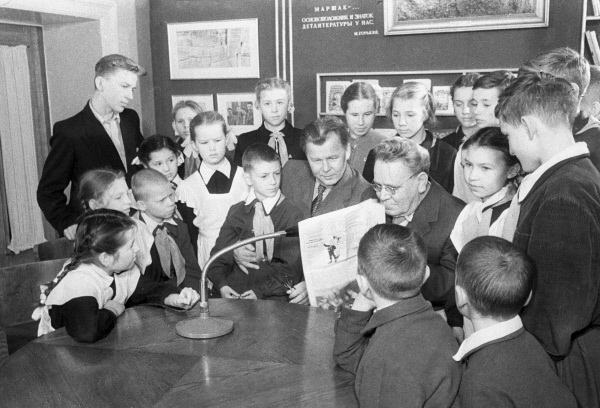 МАРШАК–...
ОСНОВОПОЛОЖНИК И ЗНАТОК
ДЕТЛИТЕРАТУРЫ У НАС.
М.ГОРЬКИЙ.